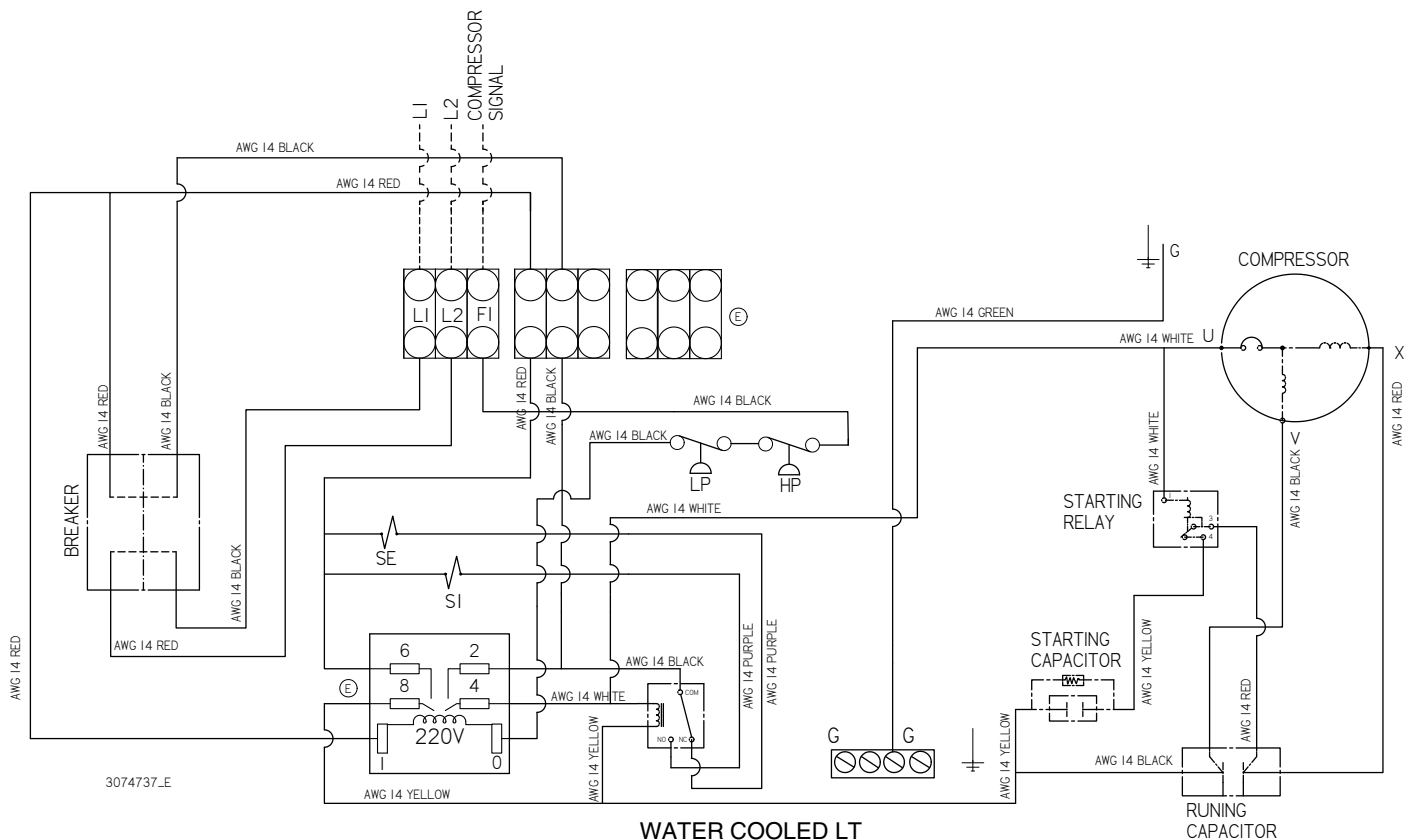 L1
L2
COMPRESSOR
SIGNAL
AWG 14 BLACK
AWG 14 RED
L1
L2
F1
E
G
COMPRESSOR
AWG 14 GREEN
AWG 14 WHITE
U
X
AWG 14 RED
AWG 14 BLACK
AWG 14 RED
AWG 14 BLACK
AWG 14 BLACK
AWG 14 BLACK
LP
HP
AWG 14 WHITE
V
AWG 14 BLACK
AWG 14 RED
BREAKER
AWG 14 WHITE
STARTING
RELAY
1
3
4
SE
SI
AWG 14 BLACK
AWG 14 RED
AWG 14 RED
6
2
8
4
E
220V
1
0
AWG 14 BLACK
AWG 14 WHITE
COM
NO
NC
AWG 14 PURPLE
AWG 14 PURPLE
STARTING
CAPACITOR
AWG 14 YELLOW
AWG 14 RED
AWG 14 YELLOW
AWG 14 YELLOW
G
G
AWG 14 BLACK
3074737_E
AWG 14 YELLOW
RUNING
CAPACITOR
WATER COOLED LT